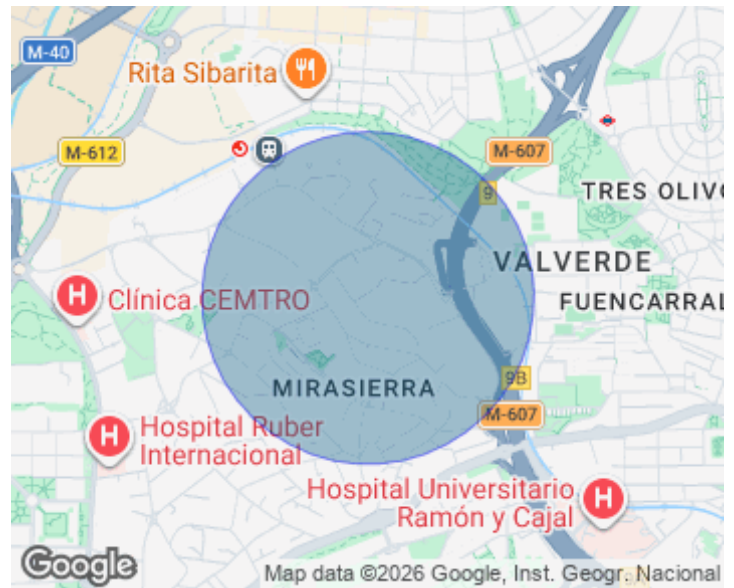 M-40
Rita Sibarita
M-612
M-607
9
TRES OLIV
VALVERDE
FUENCARRAL
Clínica CEMTRO
MIRASIERRA
9B
M-607
Hospital Ruber
Internacional
Hospital Universitario
Ramón y Cajal
Google
Map data ©2026 Google, Inst. Geogr. Nacional